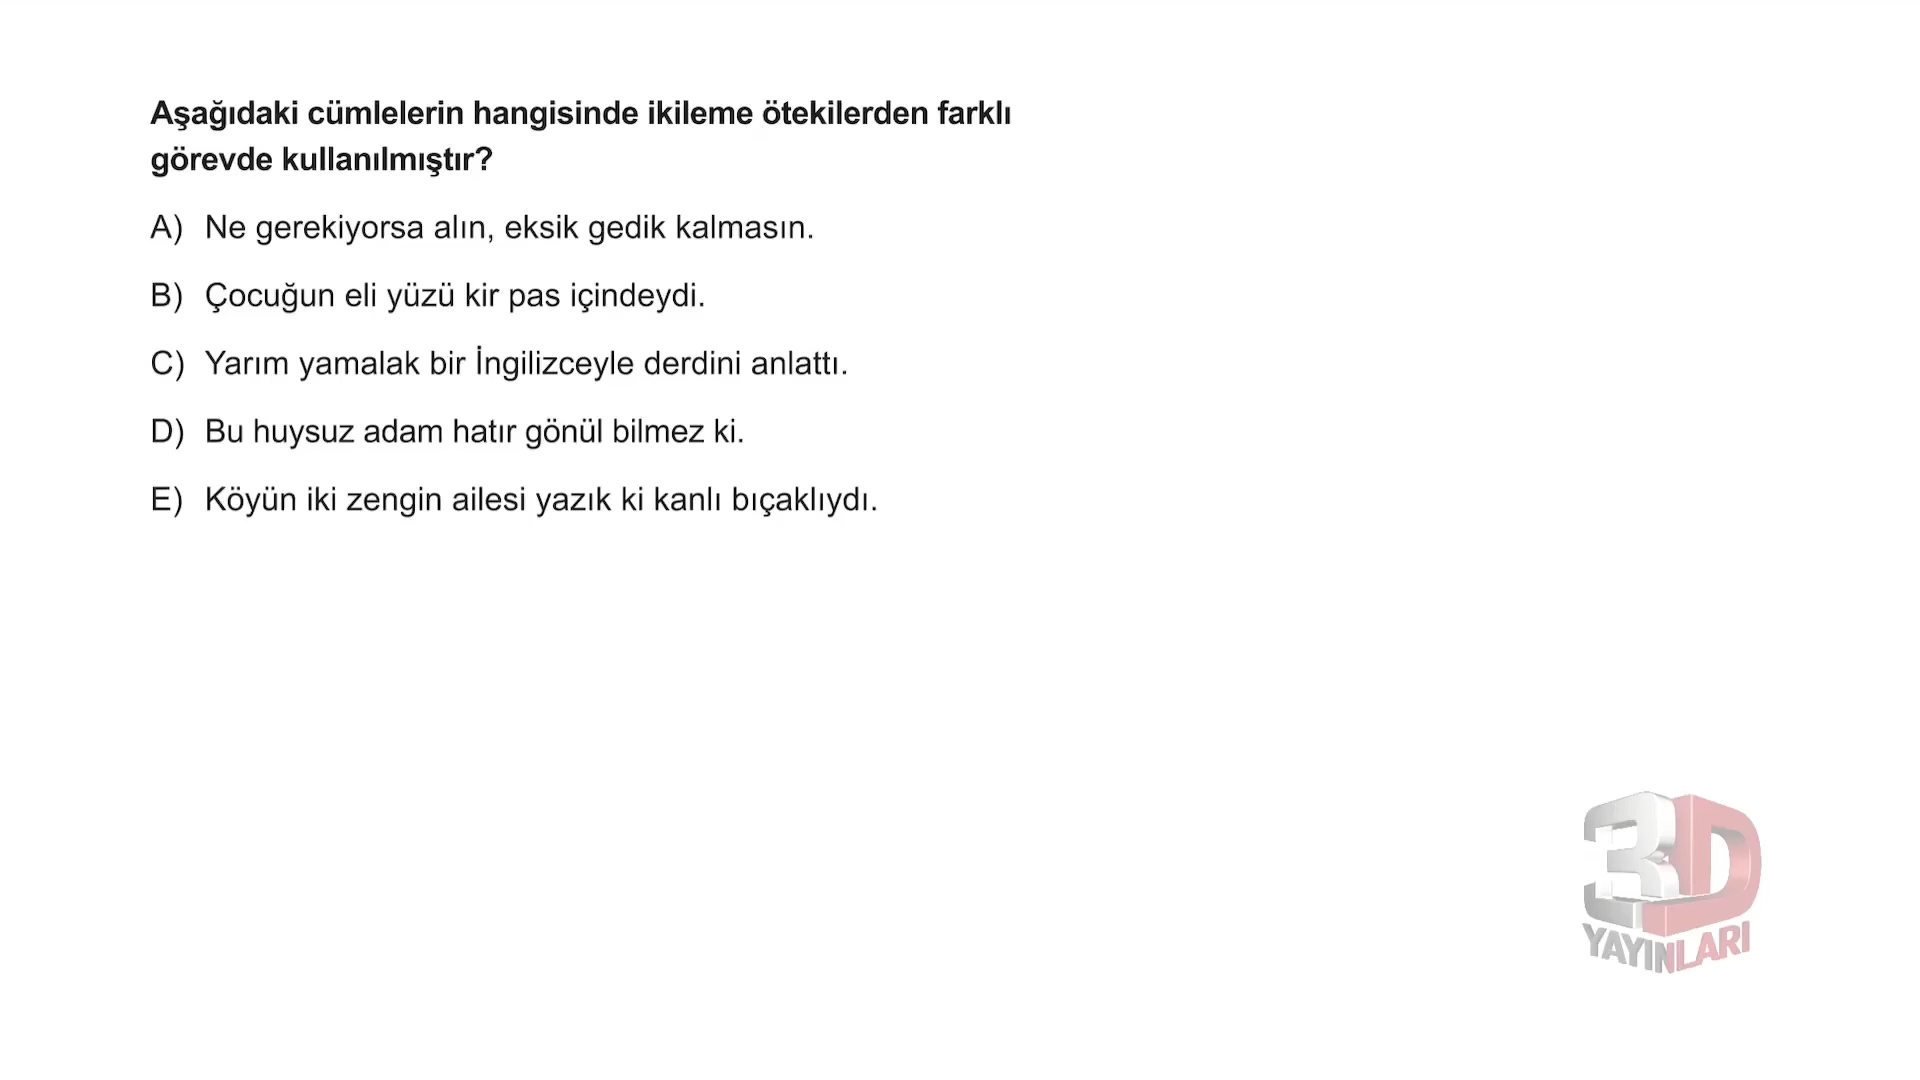 Aşağıdaki cümlelerin hangisinde ikileme ötekilerden farklı
görevde kullanılmıştır?
A) Ne gerekiyorsa alın, eksik gedik kalmasın.
B) Çocuğun eli yüzü kir pas içindeydi.
C) Yarım yamalak bir İngilizceyle derdini anlattı.
D) Bu huysuz adam hatır gönül bilmez ki.
E) Köyün iki zengin ailesi yazık ki kanlı bıçaklıydı.
3D
YAYINLARI